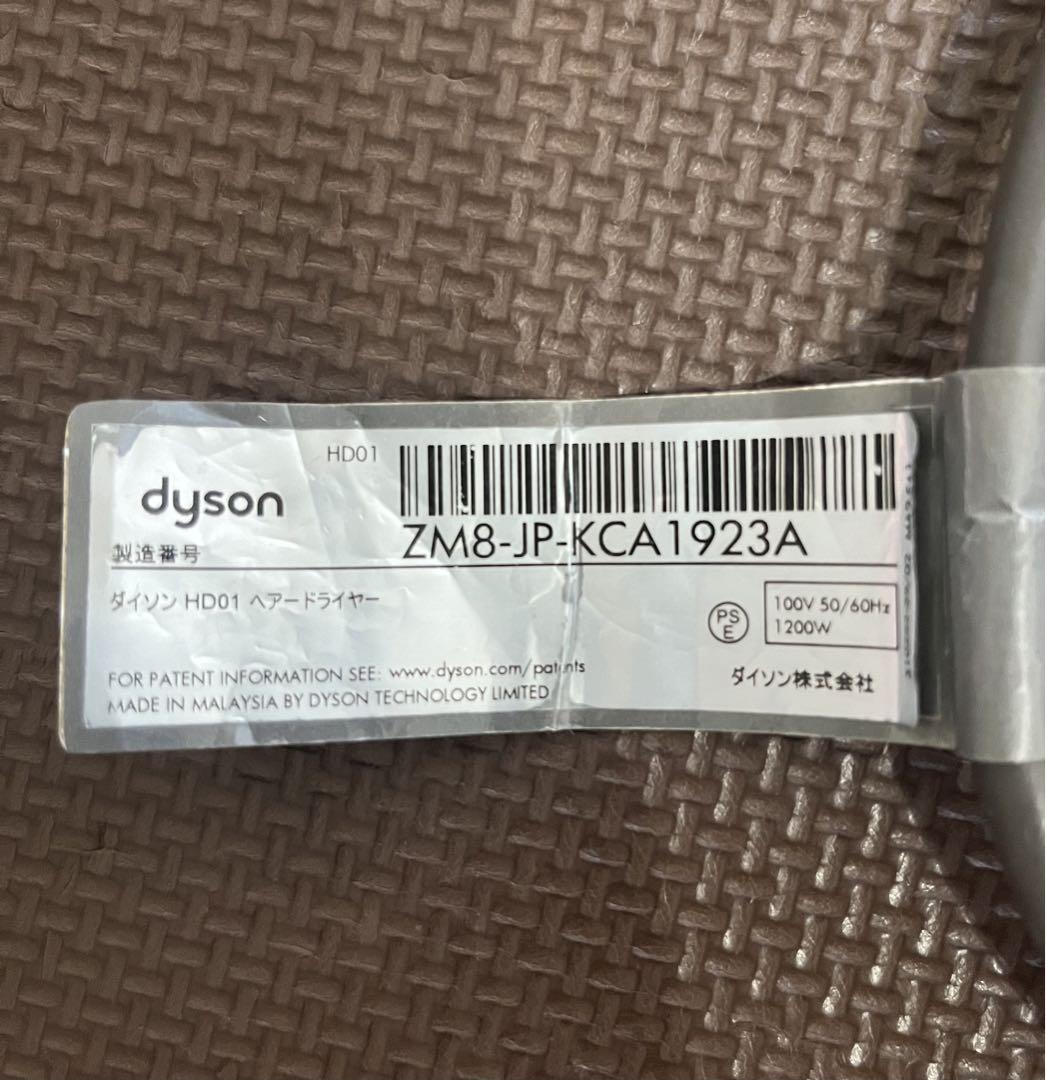 HD01
dyson
製造番号 ZM8-JP-KCA1923A
ダイソン HD01 ヘアードライヤー
PS
E
100V 50/60Hz
1200W
FOR PATENT INFORMATION SEE: www.dyson.com/patents
MADE IN MALAYSIA BY DYSON TECHNOLOGY LIMITED
ダイソン株式会社